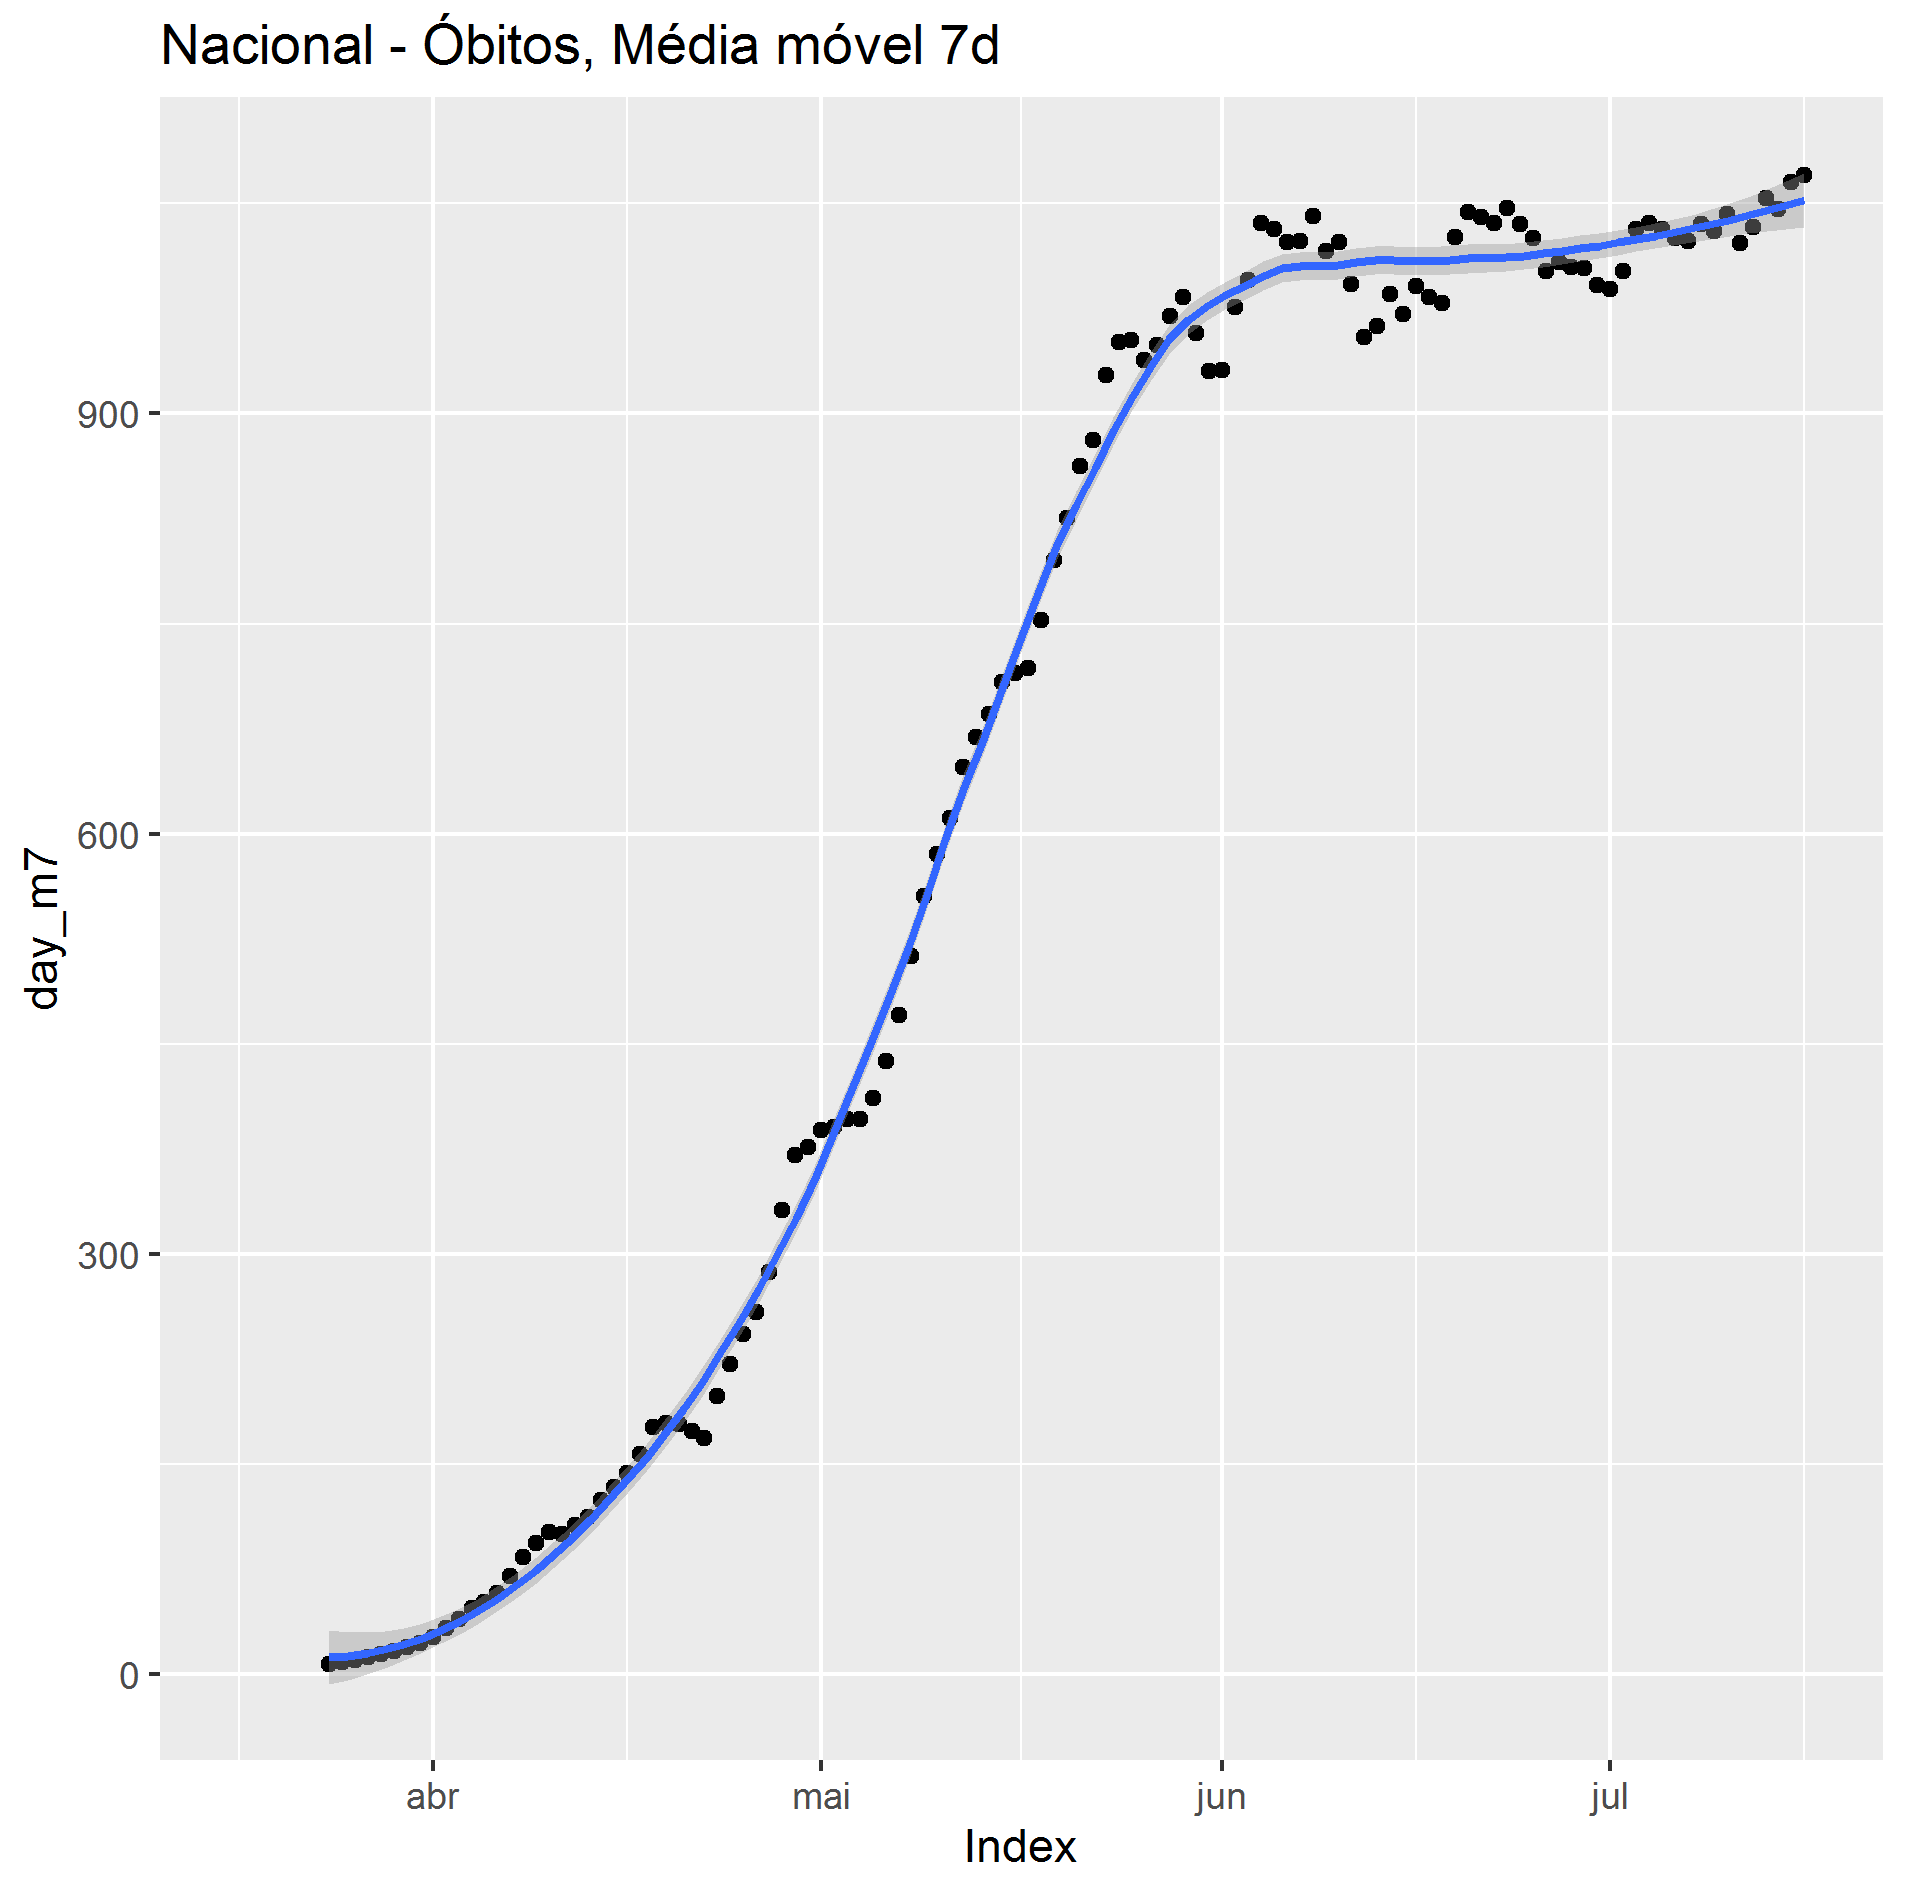 Nacional - Óbitos, Média móvel 7d
day_m7
900
600
300
0
abr mai jun jul
Index